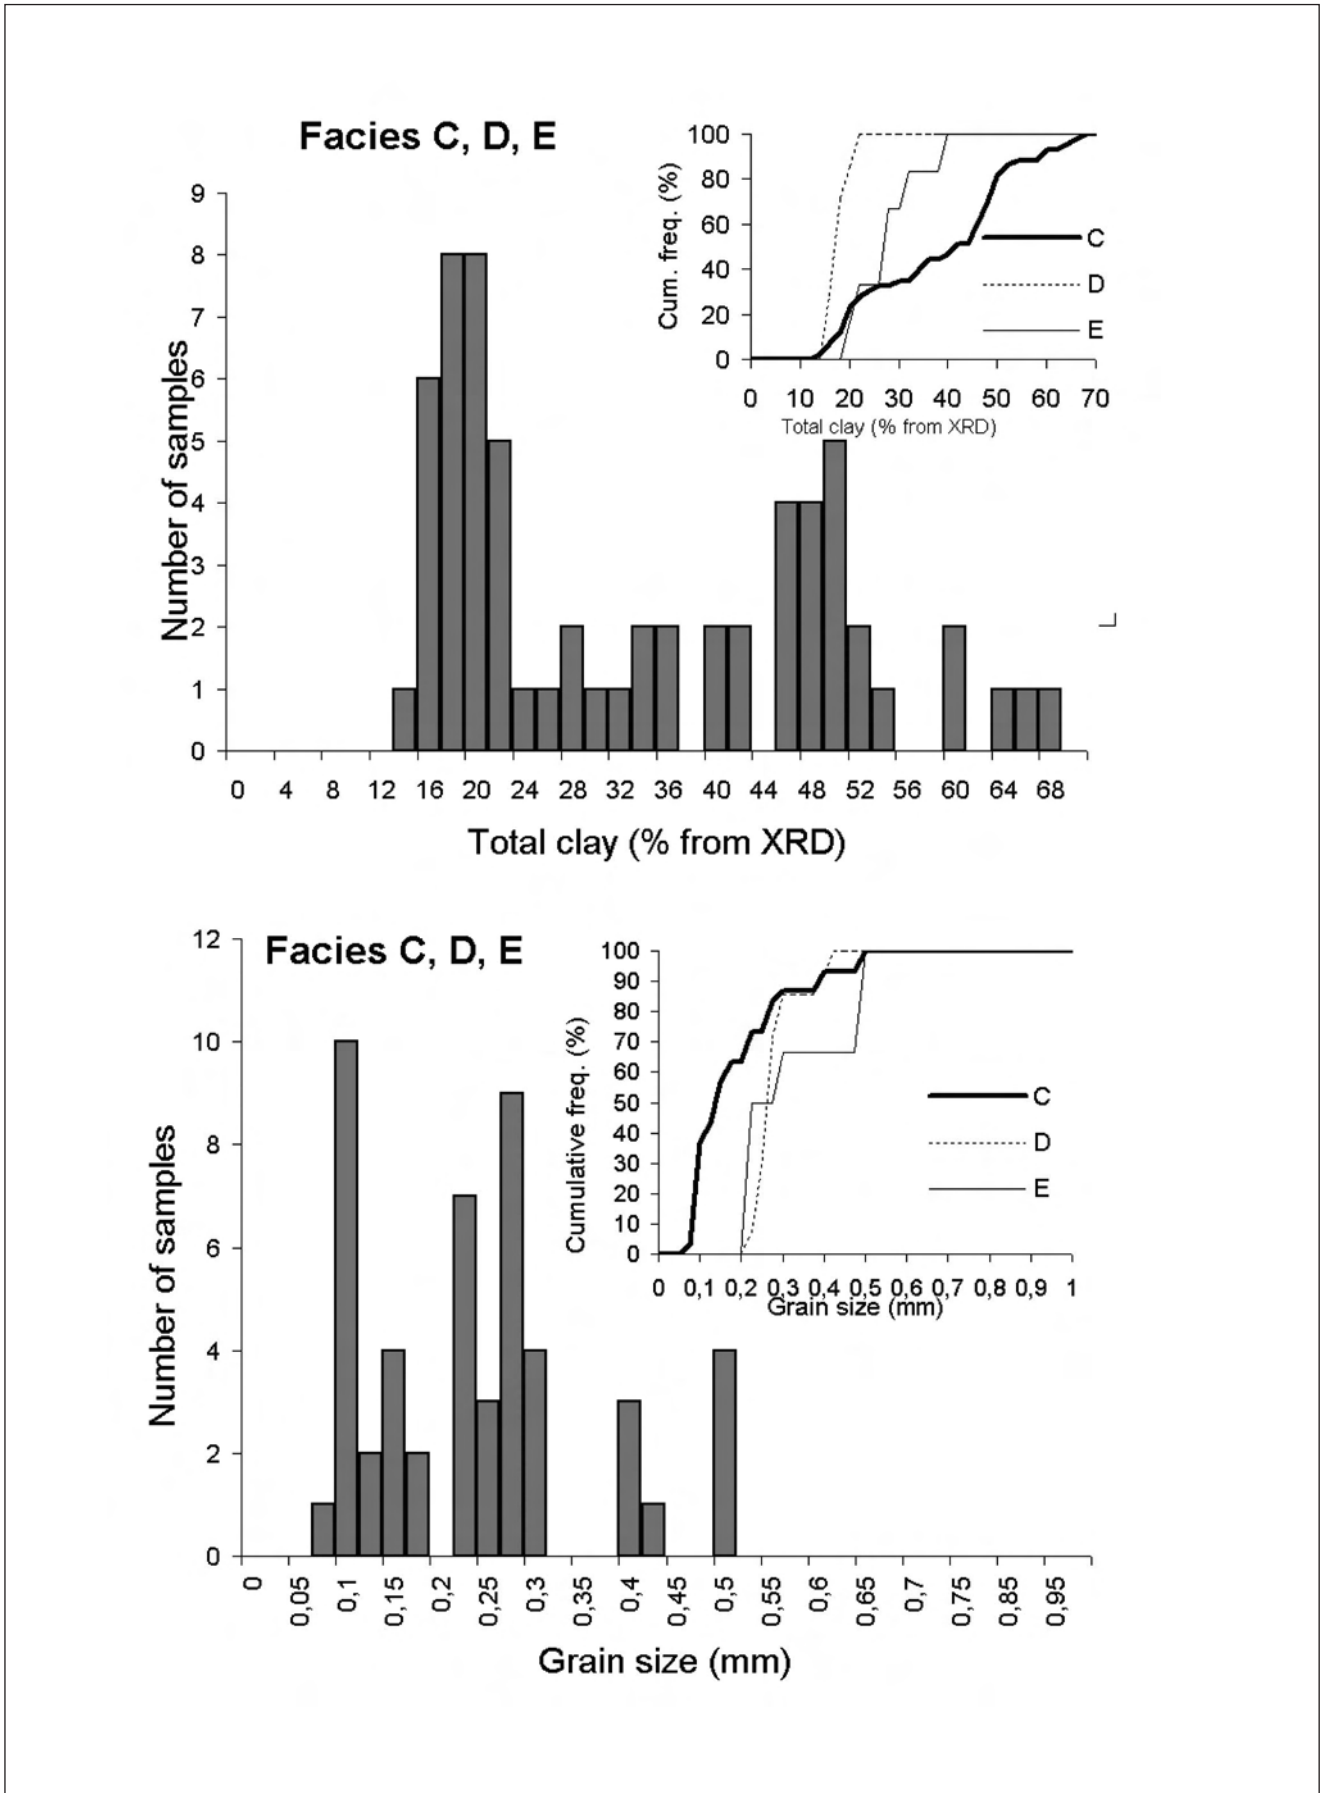 Facies C, D, E
Number of samples
9
8
7
6
5
4
3
2
1
0
0 4 8 12 16 20 24 28 32 36 40 44 48 52 56 60 64 68
Total clay (% from XRD)
Cum. freq. (%)
100
80
60
40
20
0
C
D
E
0 10 20 30 40 50 60 70
Total clay (% from XRD)
Facies C, D, E
Number of samples
12
10
8
6
4
2
0
0 0,05 0,1 0,15 0,2 0,25 0,3 0,35 0,4 0,45 0,5 0,55 0,6 0,65 0,7 0,75 0,85 0,95
Grain size (mm)
Cumulative freq. (%)
100
90
80
70
60
50
40
30
20
10
0
C
D
E
0 0,1 0,2 0,3 0,4 0,5 0,6 0,7 0,8 0,9 1
Grain size (mm)